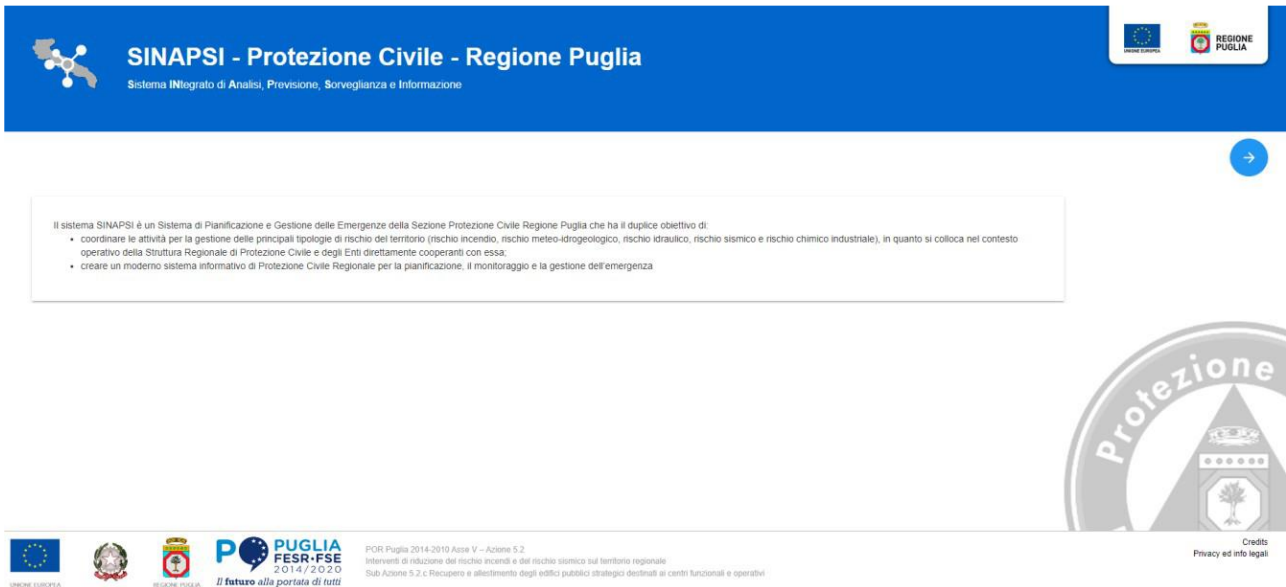 SINAPSI - Protezione Civile - Regione Puglia
Sistema INtegrato di Analisi, Previsione, Sorveglianza e Informazione
UNIONE EUROPEA
REGIONE
PUGLIA
Il sistema SINAPSI è un Sistema di Pianificazione e Gestione delle Emergenze della Sezione Protezione Civile Regione Puglia che ha il duplice obiettivo di:
• coordinare le attività per la gestione delle principali tipologie di rischio del territorio (rischio incendio, rischio meteo-idrogeologico, rischio idraulico, rischio sismico e rischio chimico industriale), in quanto si colloca nel contesto
operativo della Struttura Regionale di Protezione Civile e degli Enti direttamente cooperanti con essa;
• creare un moderno sistema informativo di Protezione Civile Regionale per la pianificazione, il monitoraggio e la gestione dell'emergenza
Protezione
UNIONE EUROPEA
REGIONE PUGLIA
PO PUGLIA
FESR•FSE
2014/2020
Il futuro alla portata di tutti
POR Puglia 2014-2010 Asse V – Azione 5.2
Interventi di riduzione del rischio incendi e del rischio sismico sul territorio regionale
Sub Azione 5.2.c Recupero e allestimento degli edifici pubblici strategici destinati ai centri funzionali e operativi
Credits
Privacy ed info legali